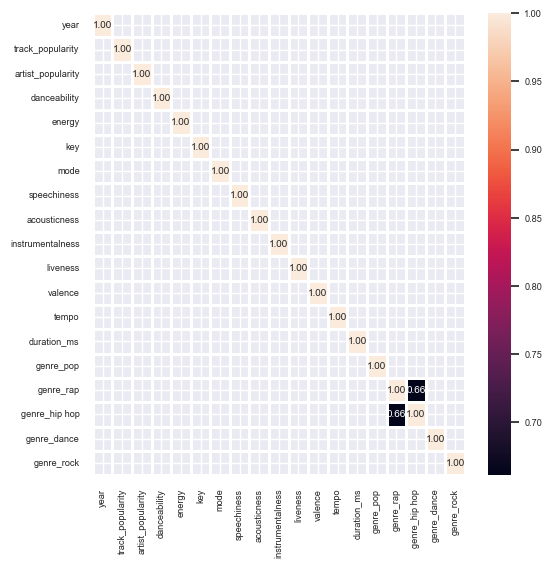 year 1.00
track_popularity 1.00
artist_popularity 1.00
danceability 1.00
energy 1.00
key 1.00
mode 1.00
speechiness 1.00
acousticness 1.00
instrumentalness 1.00
liveness 1.00
valence 1.00
tempo 1.00
duration_ms 1.00
genre_pop 1.00
genre_rap 1.00 0.66
genre_hip hop 0.66 1.00
genre_dance 1.00
genre_rock 1.00
year
track_popularity
artist_popularity
danceability
energy
key
mode
speechiness
acousticness
instrumentalness
liveness
valence
tempo
duration_ms
genre_pop
genre_rap
genre_hip hop
genre_dance
genre_rock
1.00
0.95
0.90
0.85
0.80
0.75
0.70